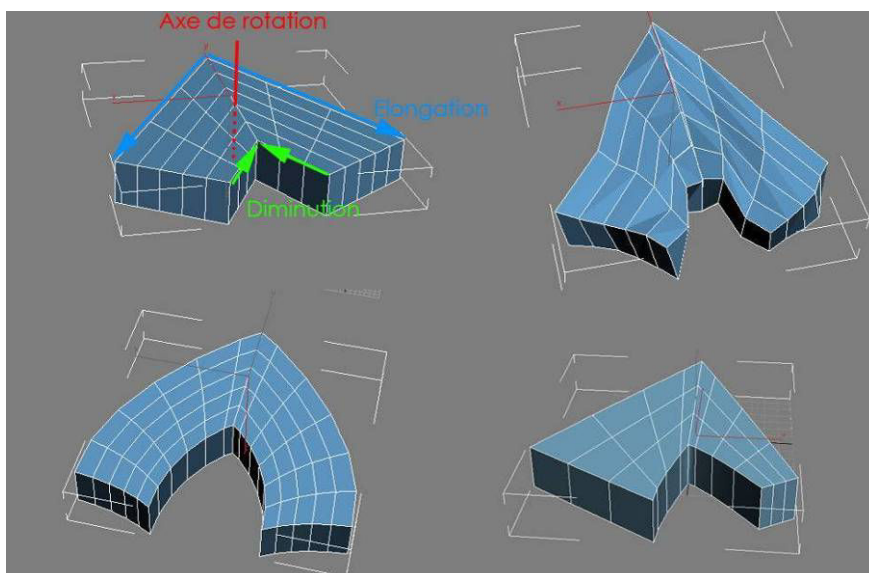 Axe de rotation
y
x
Elongation
Diminution
x